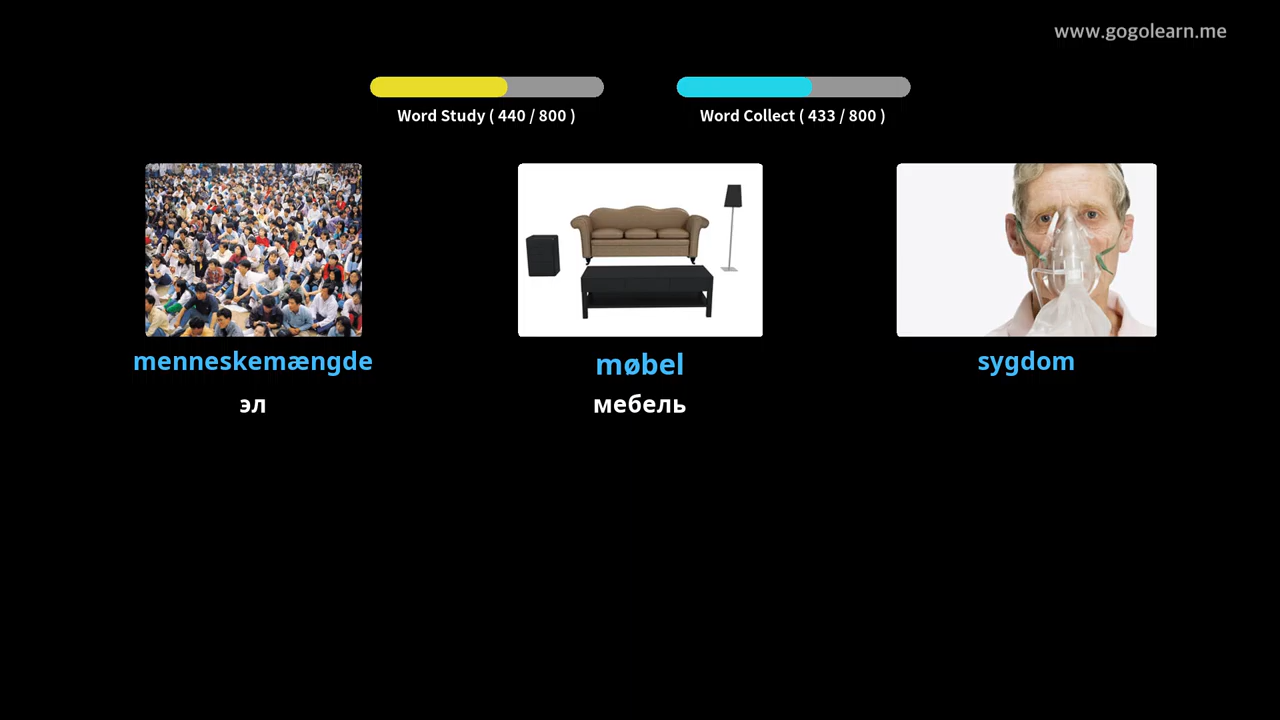 www.gogolearn.me
Word Study ( 440 / 800 )
Word Collect ( 433 / 800 )
menneskemængde
møbel
sygdom
эл
мебель